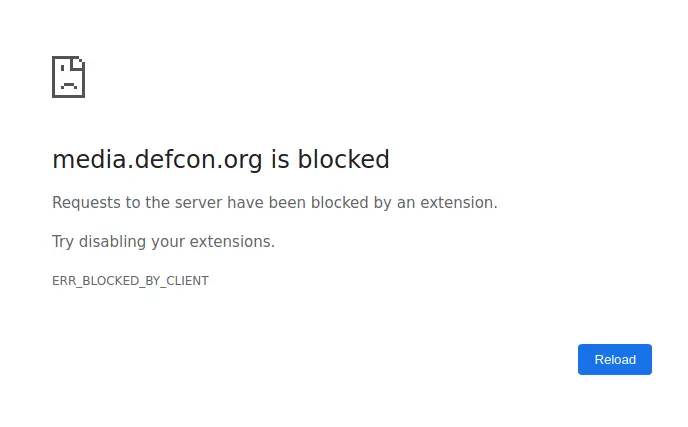 media.defcon.org is blocked
Requests to the server have been blocked by an extension.
Try disabling your extensions.
ERR_BLOCKED_BY_CLIENT
Reload